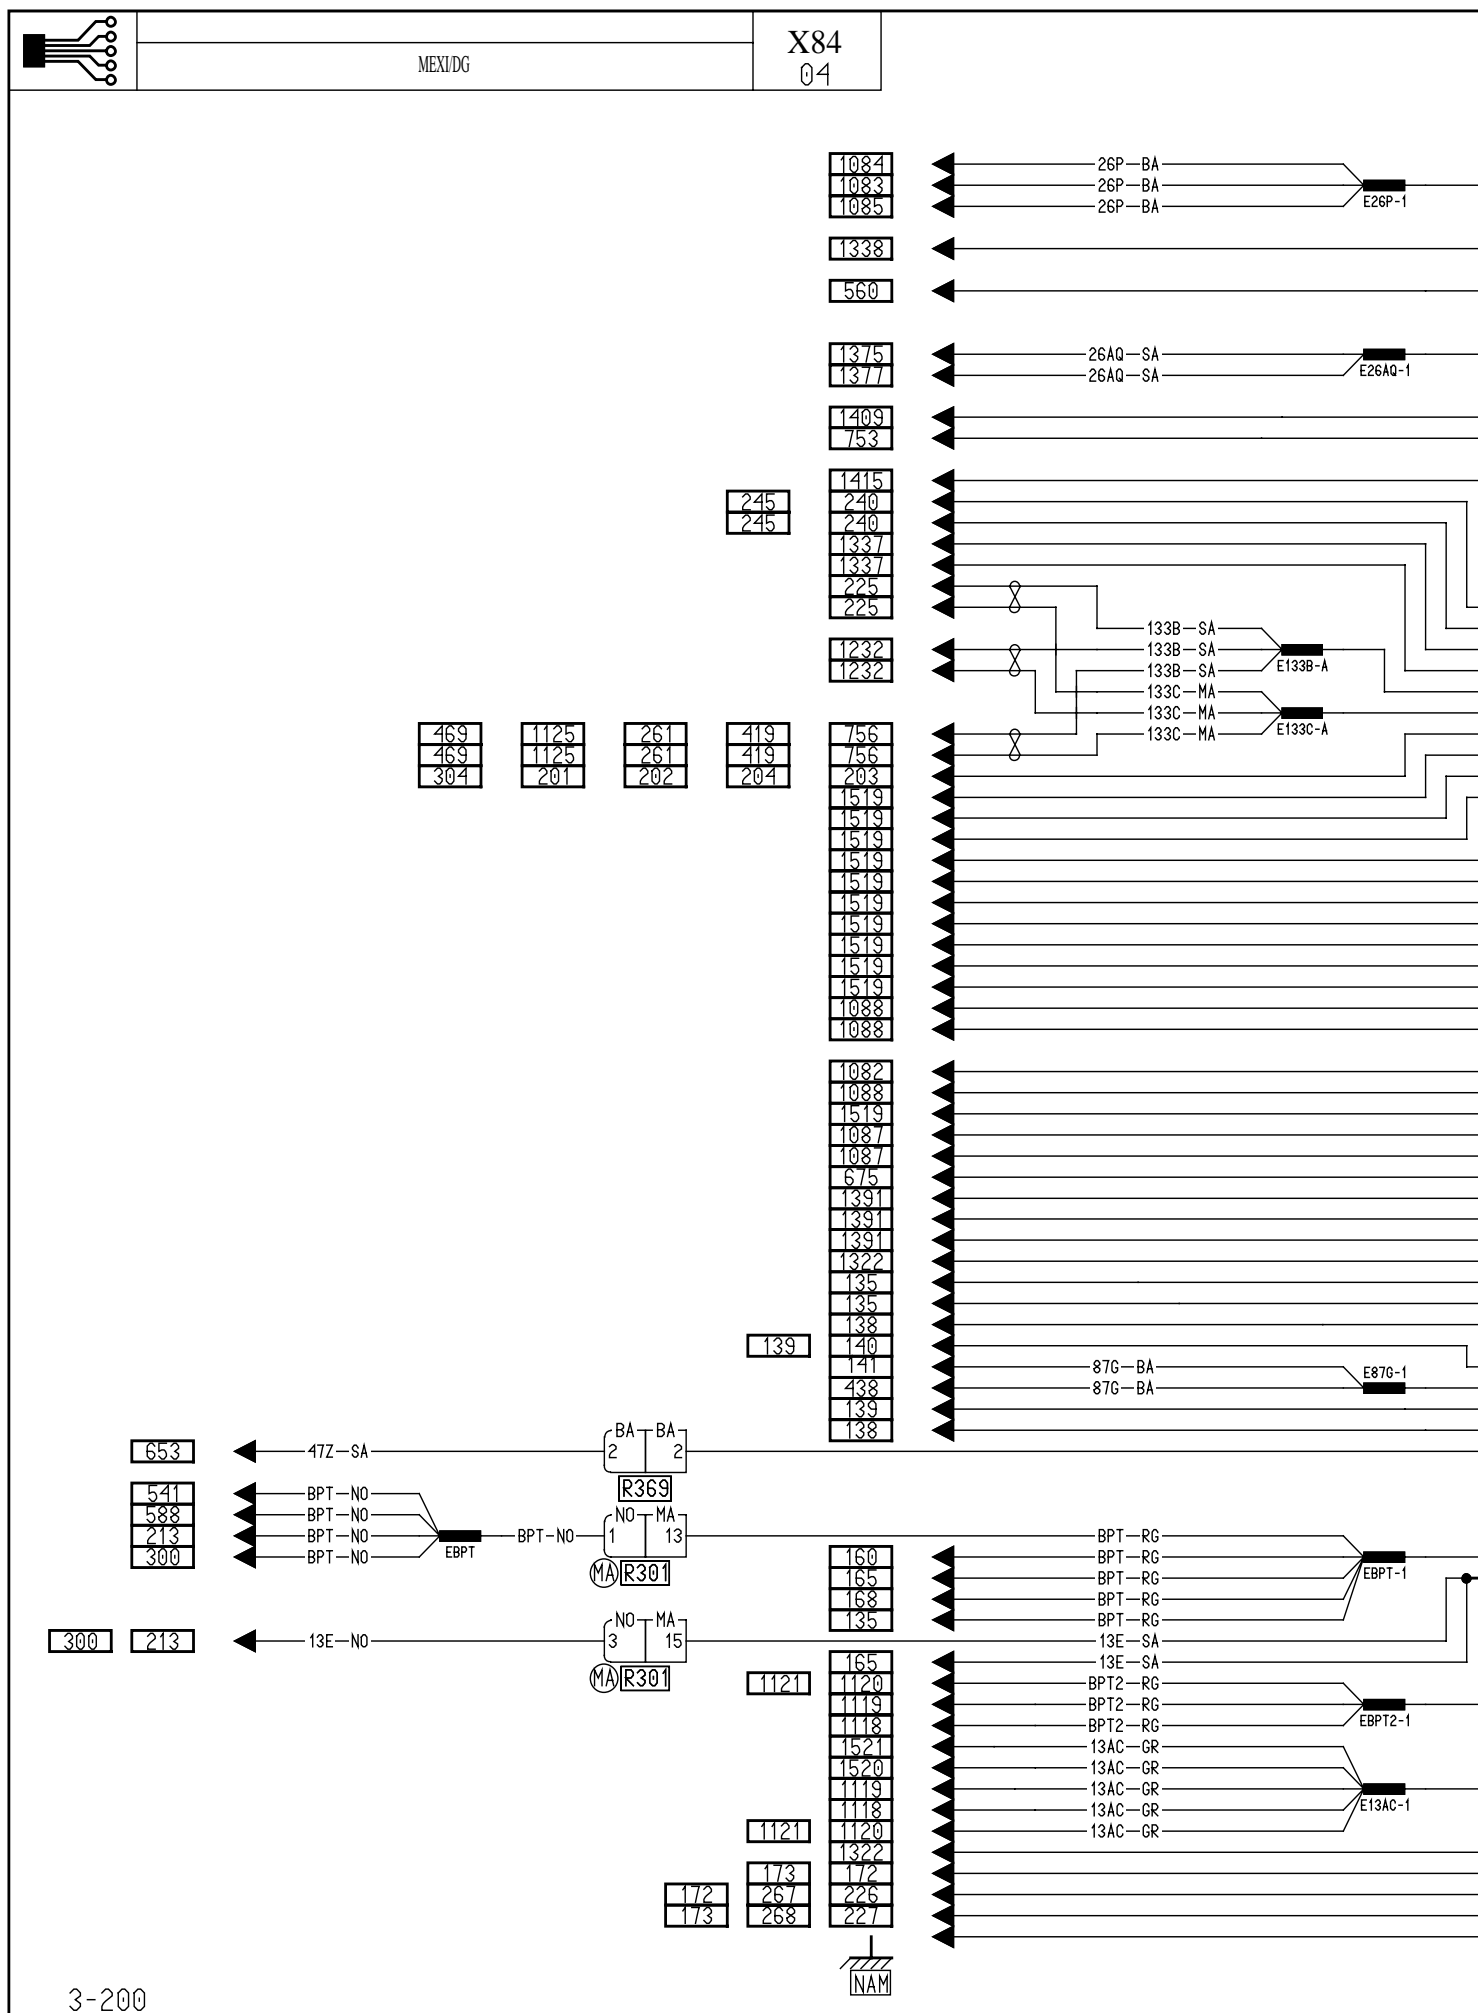 MEXI/DG
X84
04
1084 26P-BA
1083 26P-BA
1085 26P-BA
E26P-1
1338
560
1375 26AQ-SA
1377 26AQ-SA
E26AQ-1
1409
753
1415
245 240
245 240
1337
1337
225
225
133B-SA
1232 133B-SA
1232 133B-SA
E133B-A
133C-MA
133C-MA
469 1125 261 419 756 133C-MA
E133C-A
469 1125 261 419 756
304 201 202 204 203
1519
1519
1519
1519
1519
1519
1519
1519
1519
1519
1088
1088
1082
1088
1519
1087
1087
675
1391
1391
1391
1322
135
135
138
139 140
141 87G-BA
E87G-1
438 87G-BA
139
138
BA BA
653 47Z-SA 2 2
R369
541 BPT-NO
588 BPT-NO
NO MA
213 BPT-NO BPT-NO 1 13 BPT-RG
EBPT
300 BPT-NO 160 BPT-RG
MA R301 165 BPT-RG
EBPT-1
168 BPT-RG
135 BPT-RG
NO MA
300 213 13E-NO 3 15 13E-SA
165 13E-SA
MA R301
1121 1120 BPT2-RG
1119 BPT2-RG
1118 BPT2-RG
EBPT2-1
1521 13AC-GR
1520 13AC-GR
1119 13AC-GR
1118 13AC-GR
E13AC-1
1121 1120 13AC-GR
1322
173 172
172 267 226
173 268 227
NAM
3-200